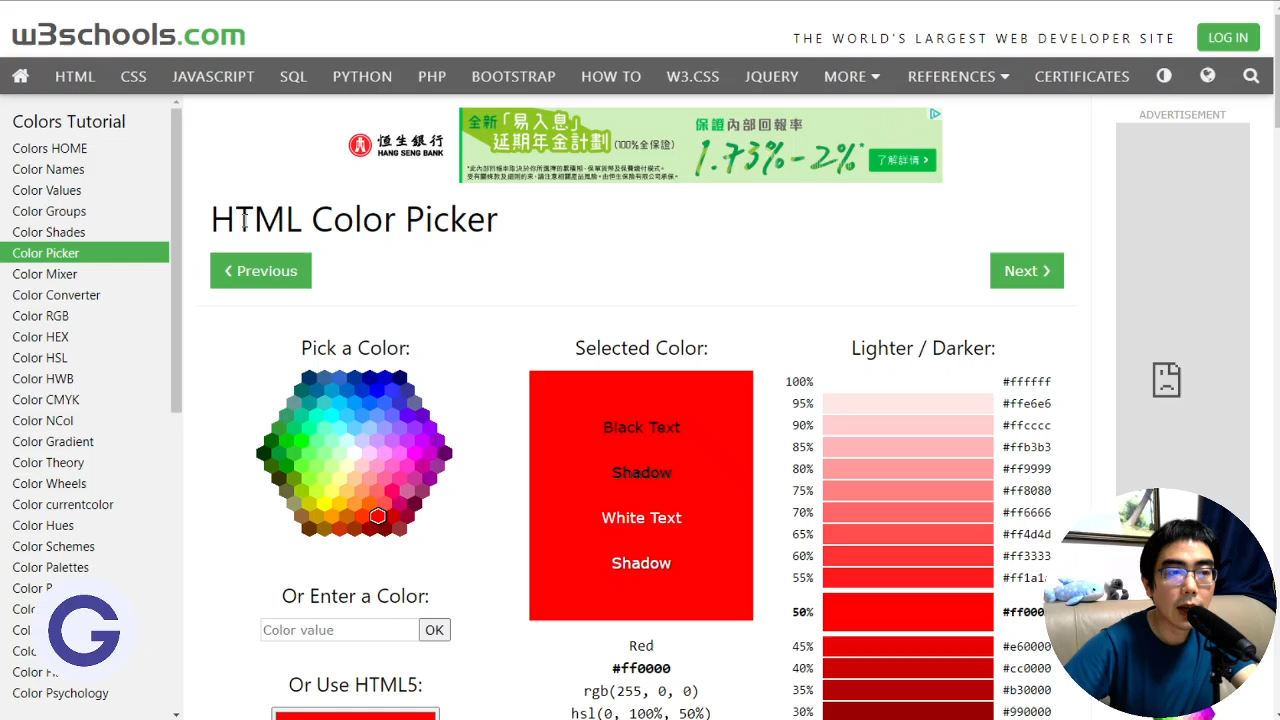 w3schools.com
THE WORLD'S LARGEST WEB DEVELOPER SITE
LOG IN
HTML CSS JAVASCRIPT SQL PYTHON PHP BOOTSTRAP HOW TO W3.CSS JQUERY MORE REFERENCES CERTIFICATES
Colors Tutorial
Colors HOME
Color Names
Color Values
Color Groups
Color Shades
Color Picker
Color Mixer
Color Converter
Color RGB
Color HEX
Color HSL
Color HWB
Color CMYK
Color NCol
Color Gradient
Color Theory
Color Wheels
Color currentcolor
Color Hues
Color Schemes
Color Palettes
Color Psychology
G
恒生銀行
HANG SENG BANK
全新「易入息」
延期年金計劃 (100%全保證)
保證內部回報率
1.73%-2%*
了解詳情
ADVERTISEMENT
HTML Color Picker
❮ Previous
Next ❯
Pick a Color:
Or Enter a Color:
Color value
OK
Or Use HTML5:
Selected Color:
Black Text
Shadow
White Text
Shadow
Red
#ff0000
rgb(255, 0, 0)
hsl(0, 100%, 50%)
Lighter / Darker:
100% #ffffff
95% #ffe6e6
90% #ffcccc
85% #ffb3b3
80% #ff9999
75% #ff8080
70% #ff6666
65% #ff4d4d
60% #ff3333
55% #ff1a1a
50% #ff000
45% #e60000
40% #cc0000
35% #b30000
30% #990000